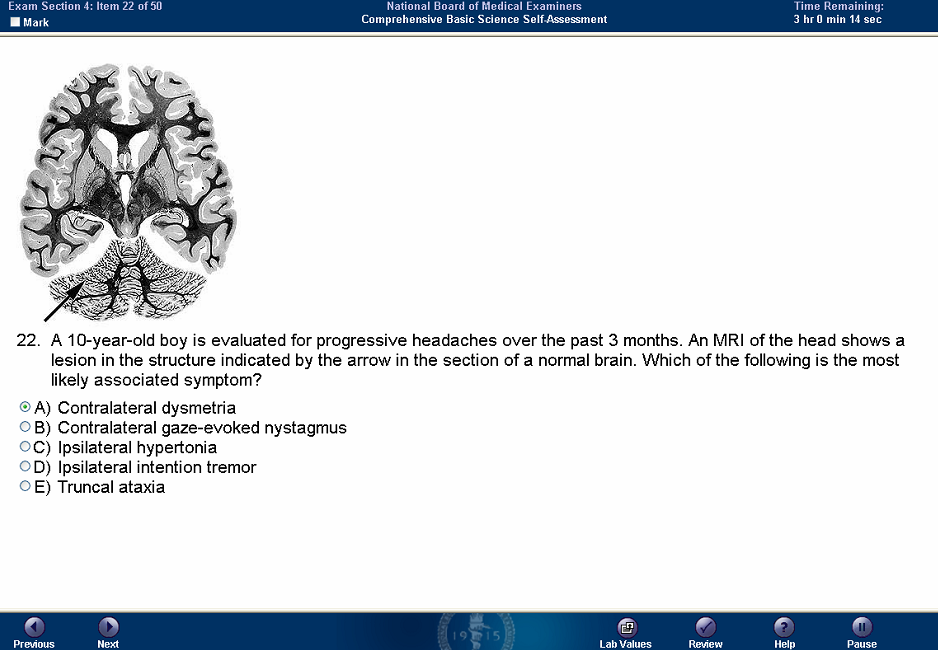 Exam Section 4: Item 22 of 50
National Board of Medical Examiners
Time Remaining:
Mark
Comprehensive Basic Science Self-Assessment
3 hr 0 min 14 sec
22. A 10-year-old boy is evaluated for progressive headaches over the past 3 months. An MRI of the head shows a
lesion in the structure indicated by the arrow in the section of a normal brain. Which of the following is the most
likely associated symptom?
A) Contralateral dysmetria
B) Contralateral gaze-evoked nystagmus
C) Ipsilateral hypertonia
D) Ipsilateral intention tremor
E) Truncal ataxia
1915
Previous
Next
Lab Values
Review
Help
Pause